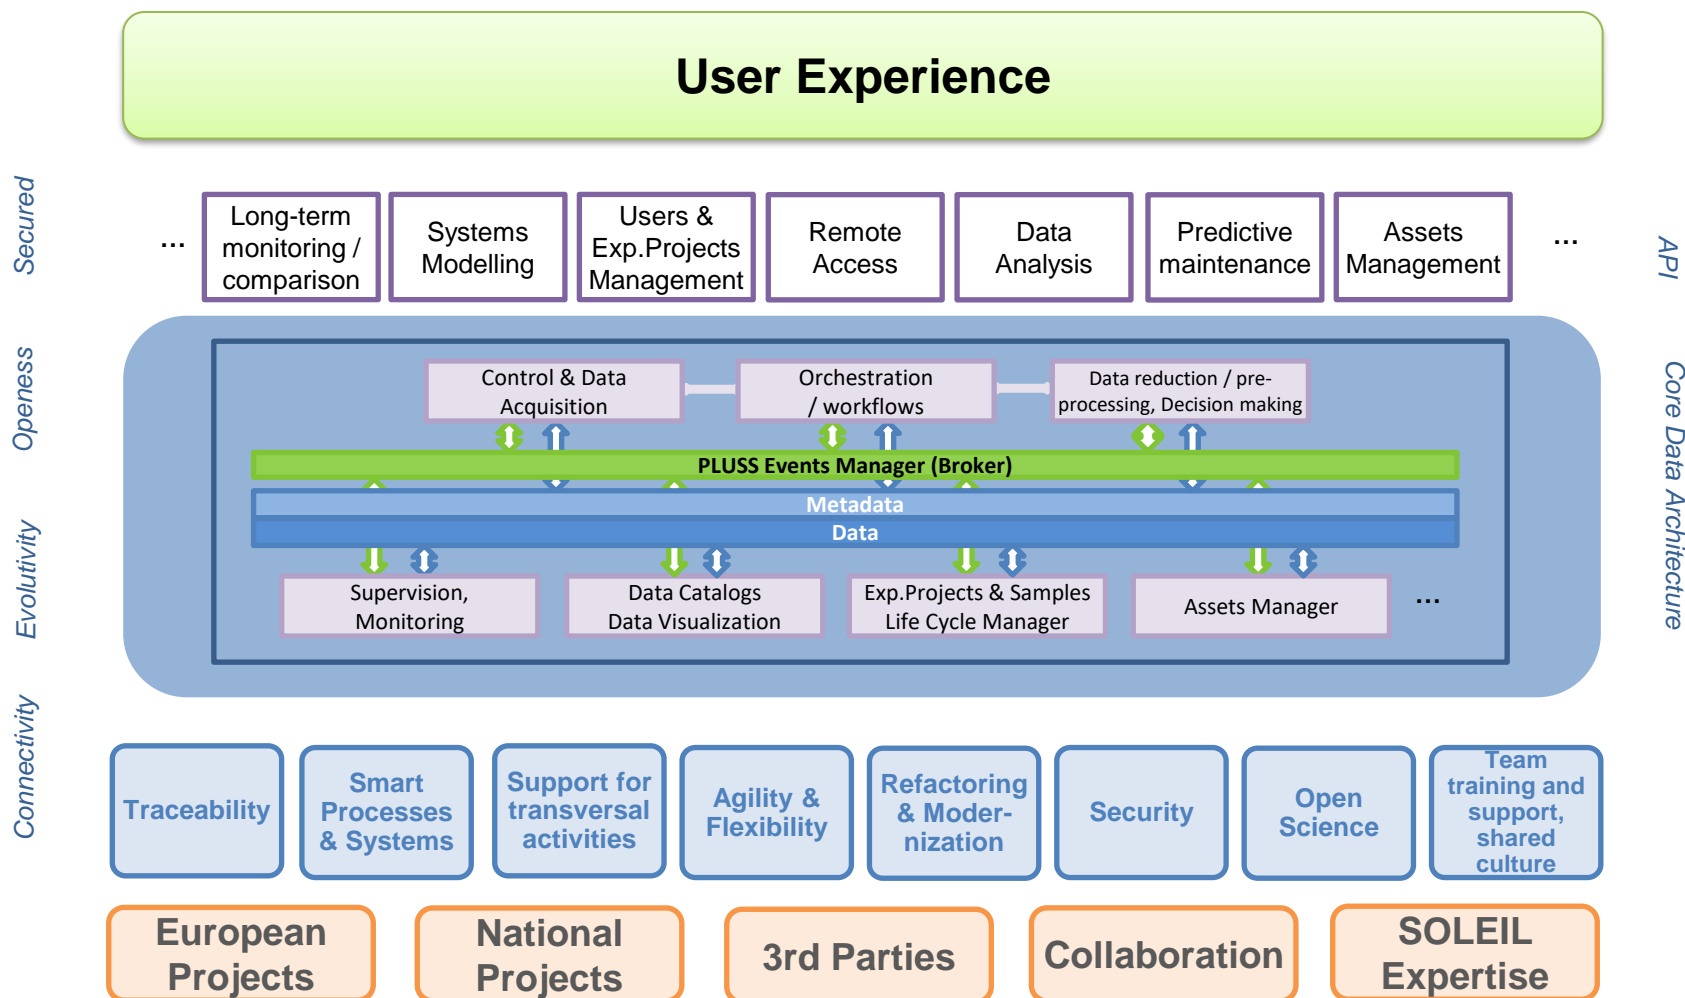 User Experience
Secured
Openess
Evolutivity
Connectivity
...
Long-term
monitoring /
comparison
Systems
Modelling
Users &
Exp.Projects
Management
Remote
Access
Data
Analysis
Predictive
maintenance
Assets
Management
...
API
Core Data Architecture
Control & Data
Acquisition
Orchestration
/ workflows
Data reduction / pre-
processing, Decision making
PLUSS Events Manager (Broker)
Metadata
Data
Supervision,
Monitoring
Data Catalogs
Data Visualization
Exp.Projects & Samples
Life Cycle Manager
Assets Manager
...
Traceability
Smart
Processes
& Systems
Support for
transversal
activities
Agility &
Flexibility
Refactoring
& Moder-
nization
Security
Open
Science
Team
training and
support,
shared
culture
European
Projects
National
Projects
3rd Parties
Collaboration
SOLEIL
Expertise